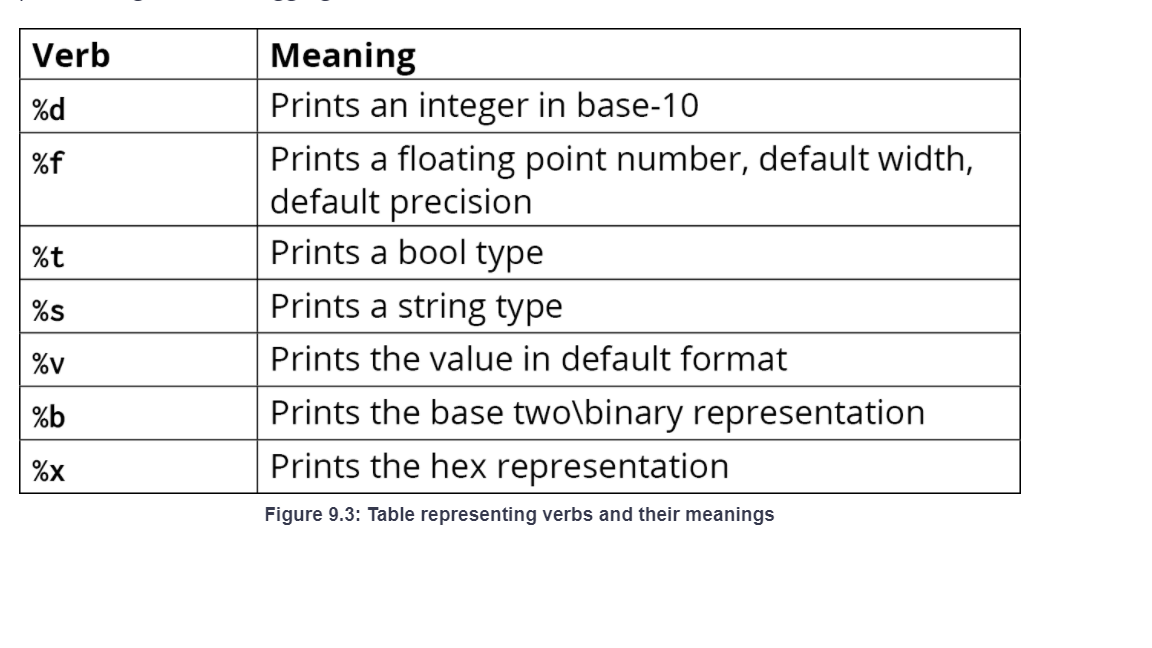 Verb Meaning
%d Prints an integer in base-10
%f Prints a floating point number, default width,
default precision
%t Prints a bool type
%s Prints a string type
%v Prints the value in default format
%b Prints the base two\binary representation
%x Prints the hex representation
Figure 9.3: Table representing verbs and their meanings